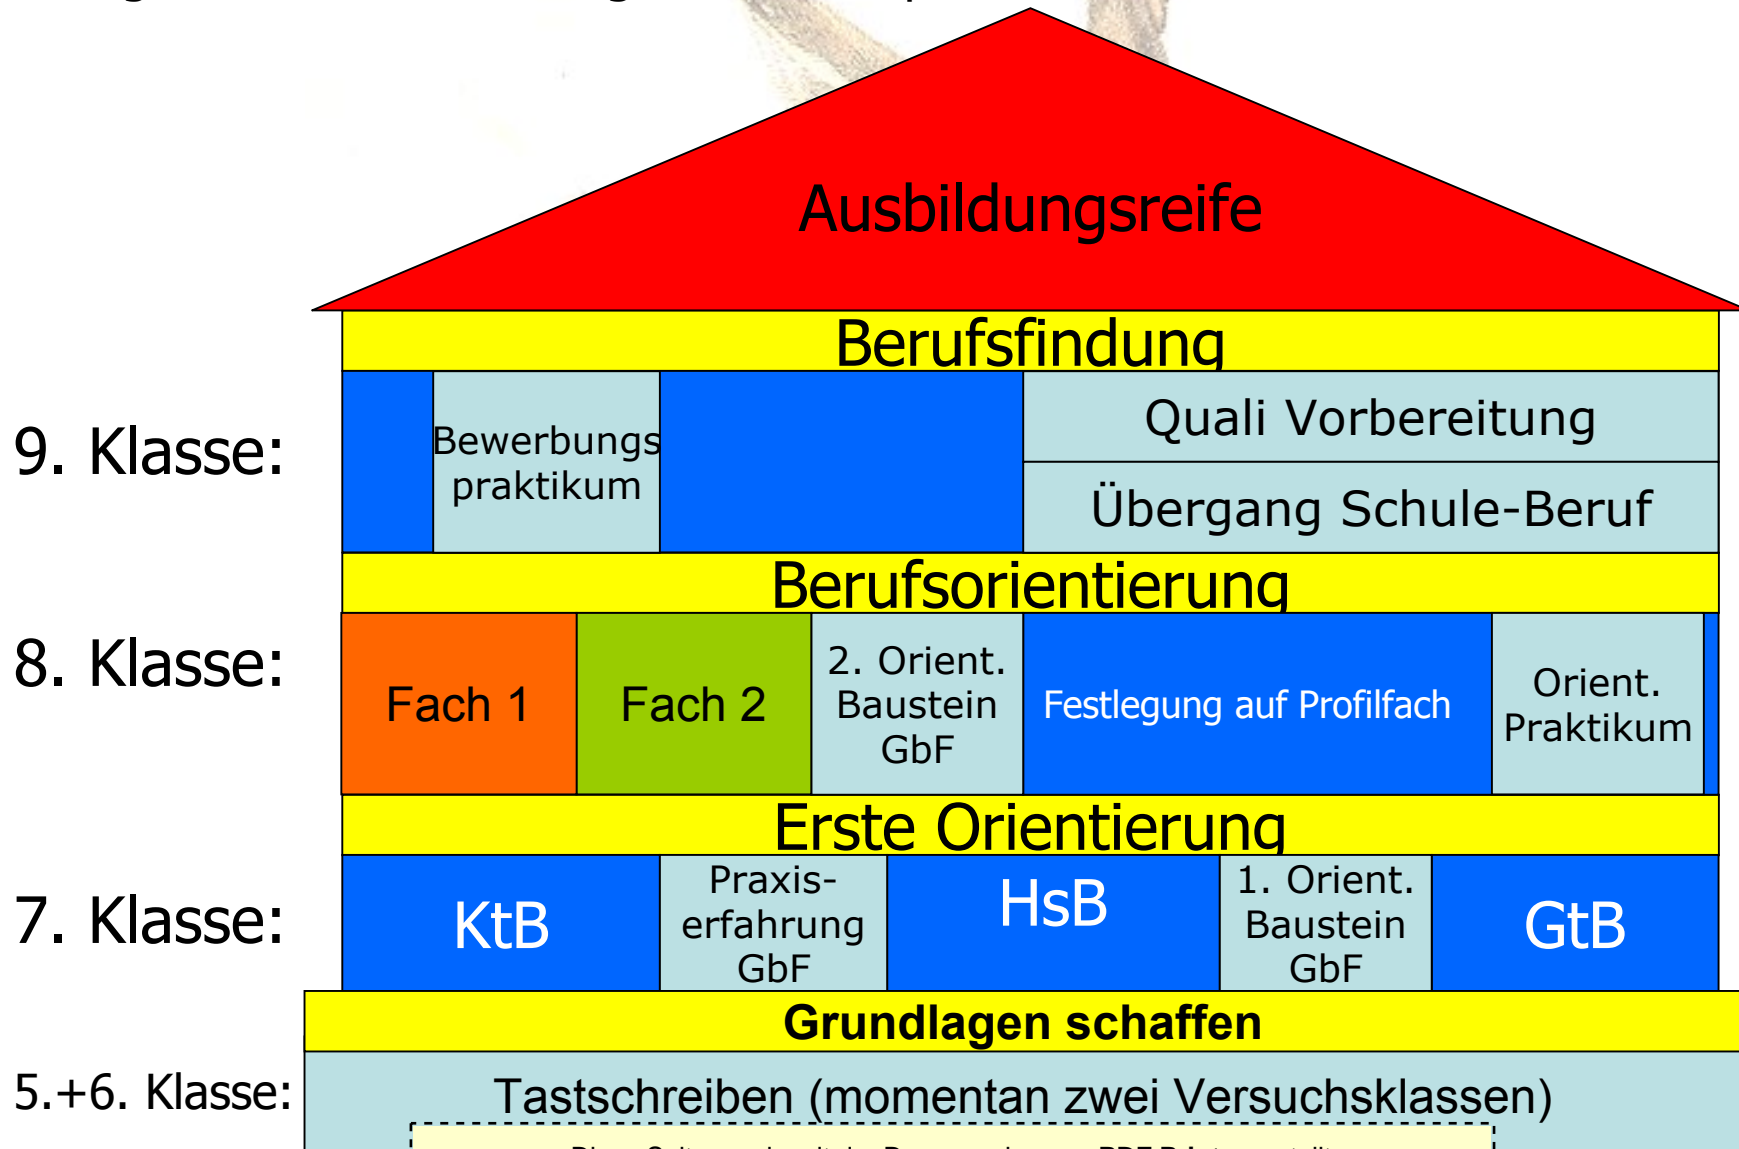 Ausbildungsreife
Berufsfindung
9. Klasse:
Bewerbungs
praktikum
Quali Vorbereitung
Übergang Schule-Beruf
Berufsorientierung
8. Klasse:
Fach 1
Fach 2
2. Orient.
Baustein
GbF
Festlegung auf Profilfach
Orient.
Praktikum
Erste Orientierung
7. Klasse:
KtB
Praxis-
erfahrung
GbF
HsB
1. Orient.
Baustein
GbF
GtB
Grundlagen schaffen
5.+6. Klasse:
Tastschreiben (momentan zwei Versuchsklassen)